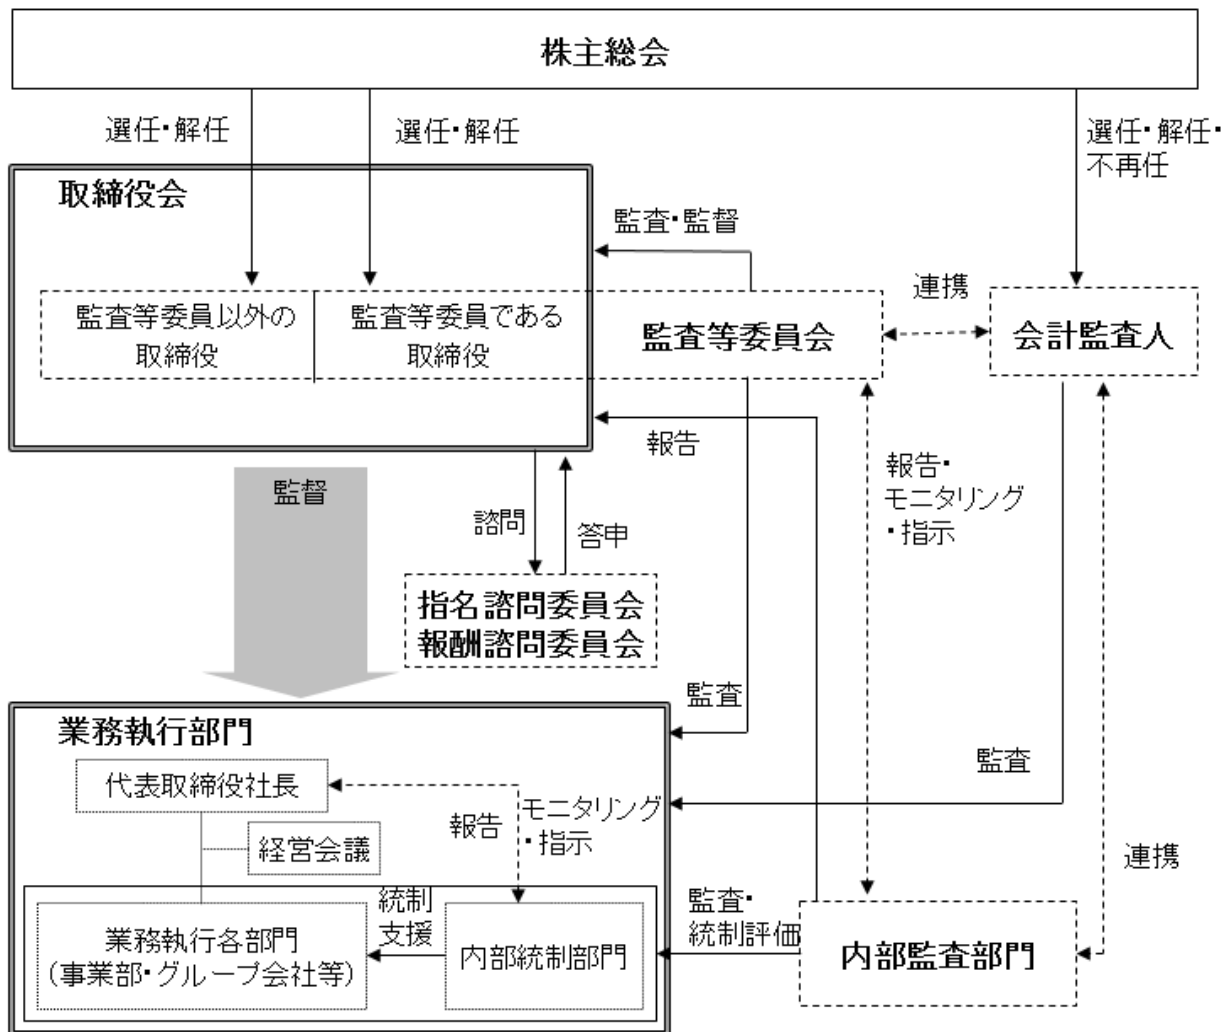 株主総会
選任・解任
選任・解任
選任・解任・
不再任
取締役会
監査・監督
連携
監査等委員以外の
取締役
監査等委員である
取締役
監査等委員会
会計監査人
報告
監督
報告・
モニタリング
・指示
諮問
答申
指名諮問委員会
報酬諮問委員会
監査
業務執行部門
代表取締役社長
監査
モニタリング
・指示
報告
経営会議
連携
統制
支援
監査・
統制評価
業務執行各部門
（事業部・グループ会社等）
内部統制部門
内部監査部門